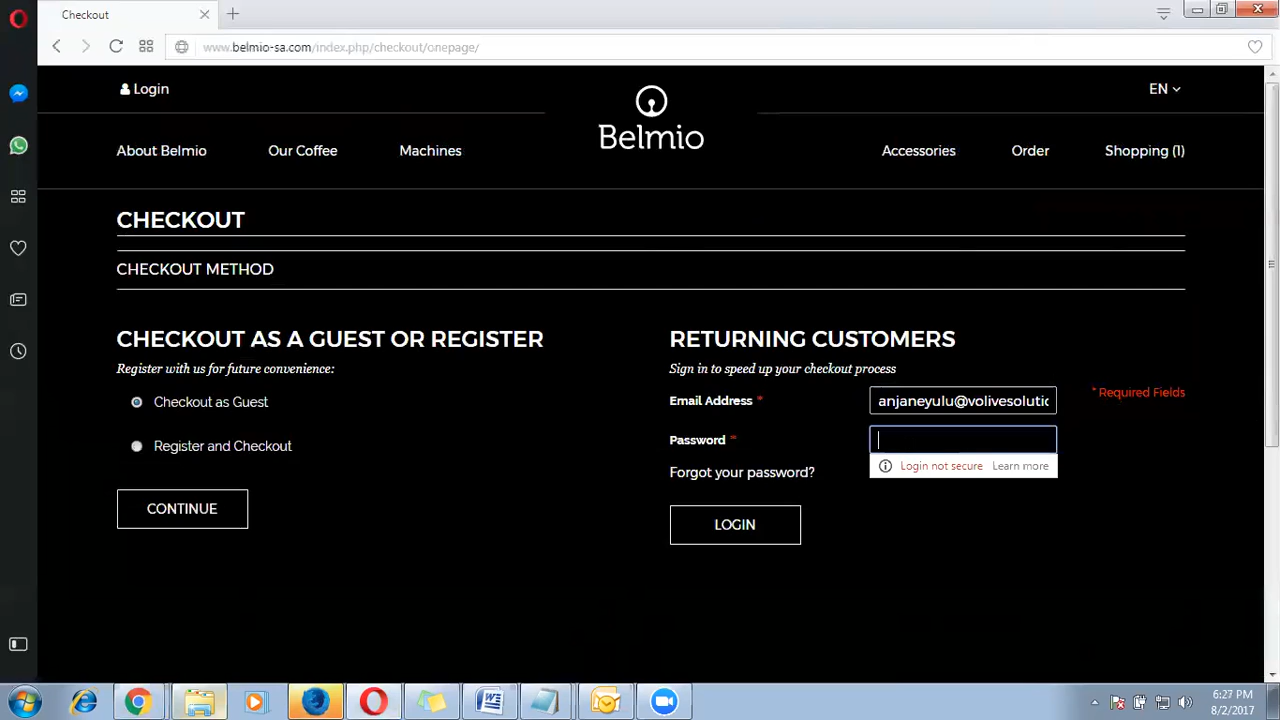 Checkout
www.belmio-sa.com/index.php/checkout/onepage/
Login
EN
Belmio
About Belmio
Our Coffee
Machines
Accessories
Order
Shopping (1)
CHECKOUT
CHECKOUT METHOD
CHECKOUT AS A GUEST OR REGISTER
Register with us for future convenience:
Checkout as Guest
Register and Checkout
CONTINUE
RETURNING CUSTOMERS
Sign in to speed up your checkout process
* Required Fields
Email Address *
anjaneyulu@volivesolutic
Password *
Login not secure Learn more
Forgot your password?
LOGIN
6:27 PM
8/2/2017